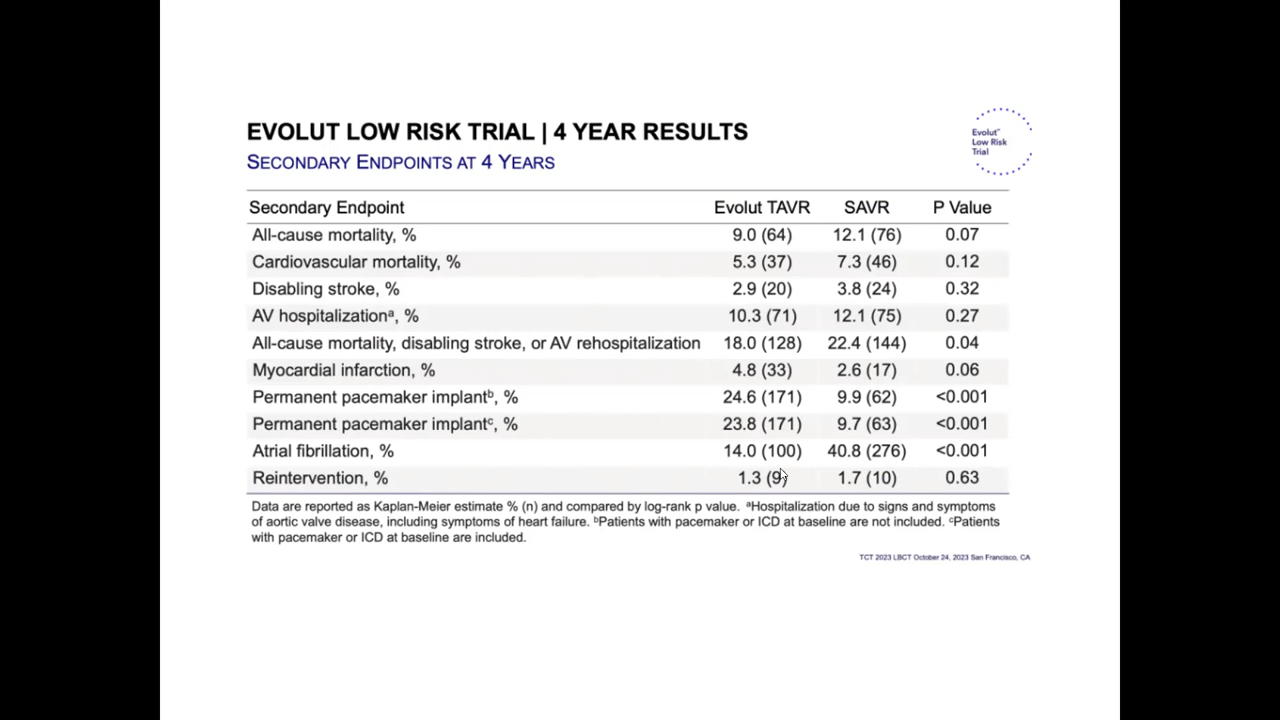 EVOLUT LOW RISK TRIAL | 4 YEAR RESULTS
SECONDARY ENDPOINTS AT 4 YEARS
Evolut™
Low Risk
Trial
Secondary Endpoint Evolut TAVR SAVR P Value
All-cause mortality, % 9.0 (64) 12.1 (76) 0.07
Cardiovascular mortality, % 5.3 (37) 7.3 (46) 0.12
Disabling stroke, % 2.9 (20) 3.8 (24) 0.32
AV hospitalizationᵃ, % 10.3 (71) 12.1 (75) 0.27
All-cause mortality, disabling stroke, or AV rehospitalization 18.0 (128) 22.4 (144) 0.04
Myocardial infarction, % 4.8 (33) 2.6 (17) 0.06
Permanent pacemaker implantᵇ, % 24.6 (171) 9.9 (62) <0.001
Permanent pacemaker implantᶜ, % 23.8 (171) 9.7 (63) <0.001
Atrial fibrillation, % 14.0 (100) 40.8 (276) <0.001
Reintervention, % 1.3 (9) 1.7 (10) 0.63
Data are reported as Kaplan-Meier estimate % (n) and compared by log-rank p value. ᵃHospitalization due to signs and symptoms
of aortic valve disease, including symptoms of heart failure. ᵇPatients with pacemaker or ICD at baseline are not included. ᶜPatients
with pacemaker or ICD at baseline are included.
TCT 2023 LBCT October 24, 2023 San Francisco, CA